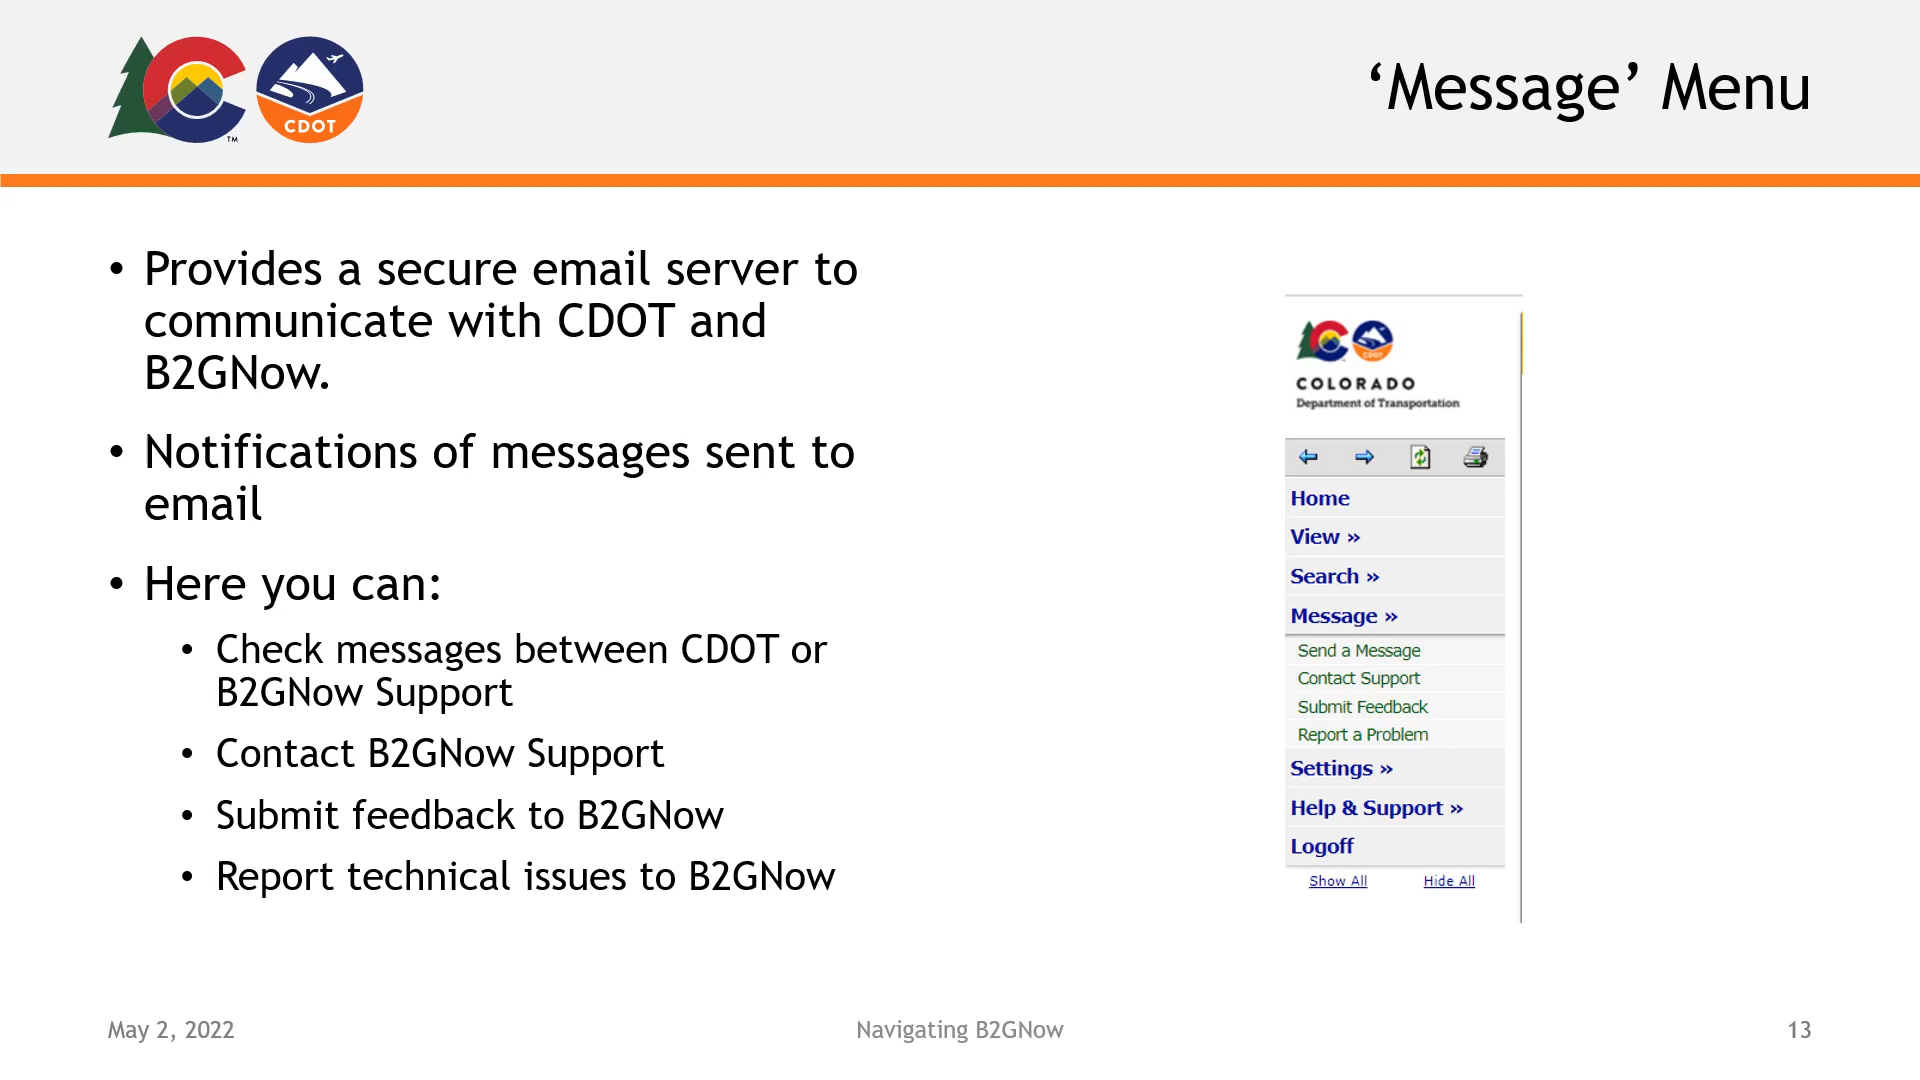 CDOT
TM
‘Message’ Menu
• Provides a secure email server to
communicate with CDOT and
B2GNow.
• Notifications of messages sent to
email
• Here you can:
• Check messages between CDOT or
B2GNow Support
• Contact B2GNow Support
• Submit feedback to B2GNow
• Report technical issues to B2GNow
CDOT
COLORADO
Department of Transportation
Home
View »
Search »
Message »
Send a Message
Contact Support
Submit Feedback
Report a Problem
Settings »
Help & Support »
Logoff
Show All Hide All
May 2, 2022 Navigating B2GNow 13